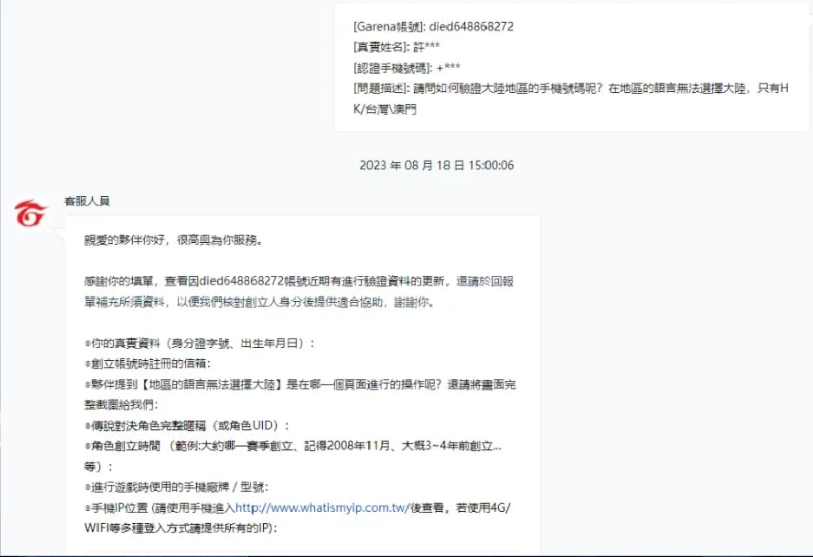 [Garena帳號]: died648868272
[真實姓名]: 許***
[認證手機號碼]: +***
[問題描述]: 請問如何驗證大陸地區的手機號碼呢？在地區的語言無法選擇大陸，只有H
K/台灣\澳門
2023 年 08 月 18 日 15:00:06
客服人員
親愛的夥伴你好，很高興為你服務。
感謝你的填單，查看因died648868272帳號近期有進行驗證資料的更新。還請於回報
單補充所須資料，以便我們核對創立人身分後提供適合協助，謝謝你。
※你的真實資料（身分證字號、出生年月日）：
※創立帳號時註冊的信箱：
※夥伴提到【地區的語言無法選擇大陸】是在哪一個頁面進行的操作呢？還請將畫面完
整截圖給我們：
※傳說對決角色完整暱稱（或角色UID）：
※角色創立時間 （範例:大約哪一賽季創立、記得2008年11月、大概3~4年前創立...
等）：
※進行遊戲時使用的手機廠牌 / 型號：
※手機IP位置 (請使用手機進入http://www.whatismyip.com.tw/後查看，若使用4G/
WIFI等多種登入方式請提供所有的IP)：